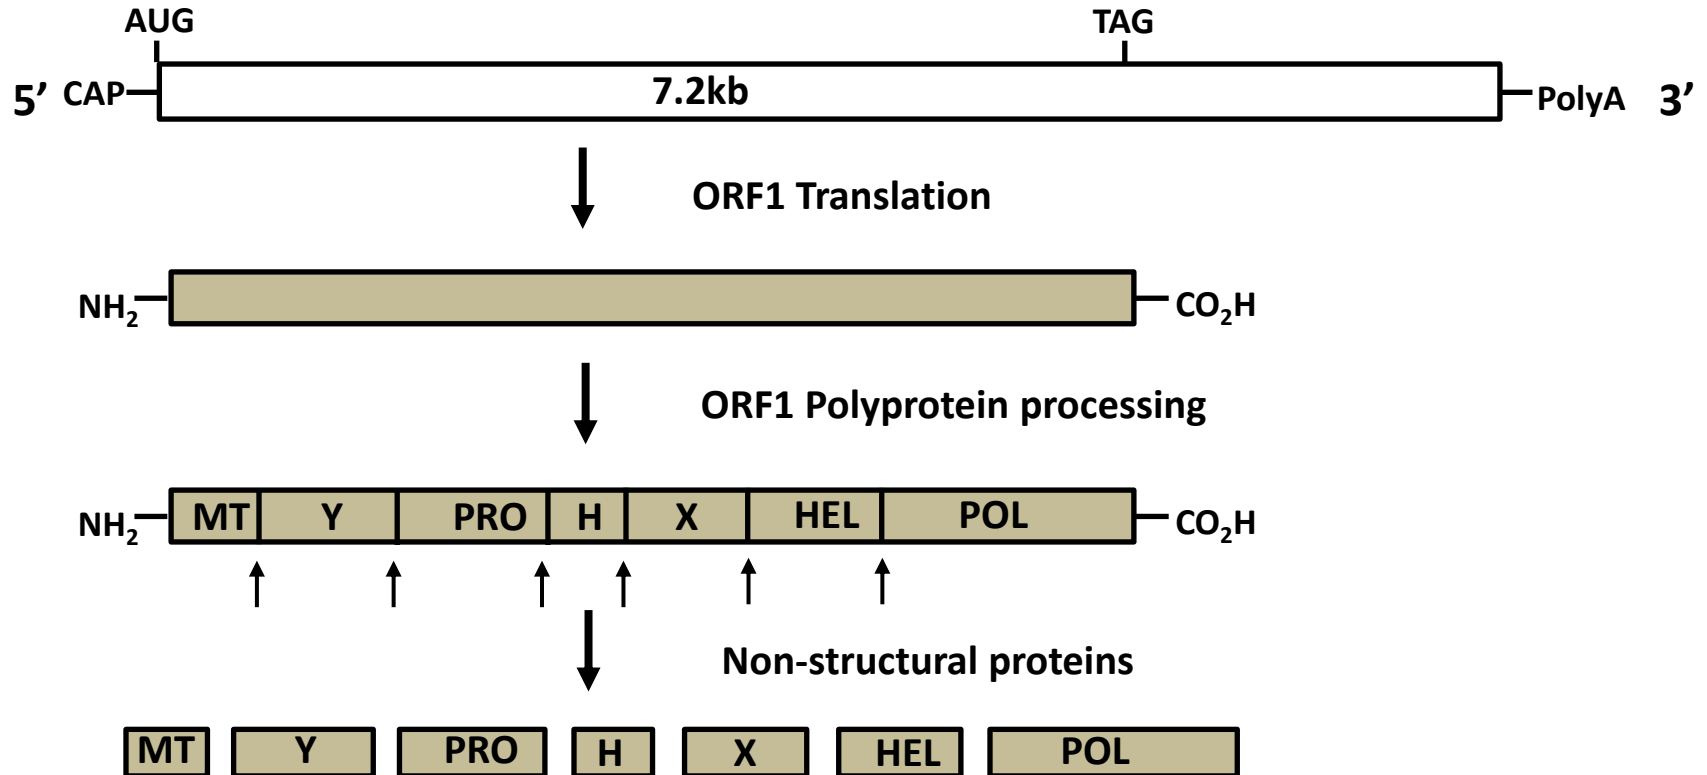 AUG TAG
5’ CAP 7.2kb PolyA 3’
ORF1 Translation
NH2 CO2H
ORF1 Polyprotein processing
NH2 MT Y PRO H X HEL POL CO2H
Non-structural proteins
MT Y PRO H X HEL POL